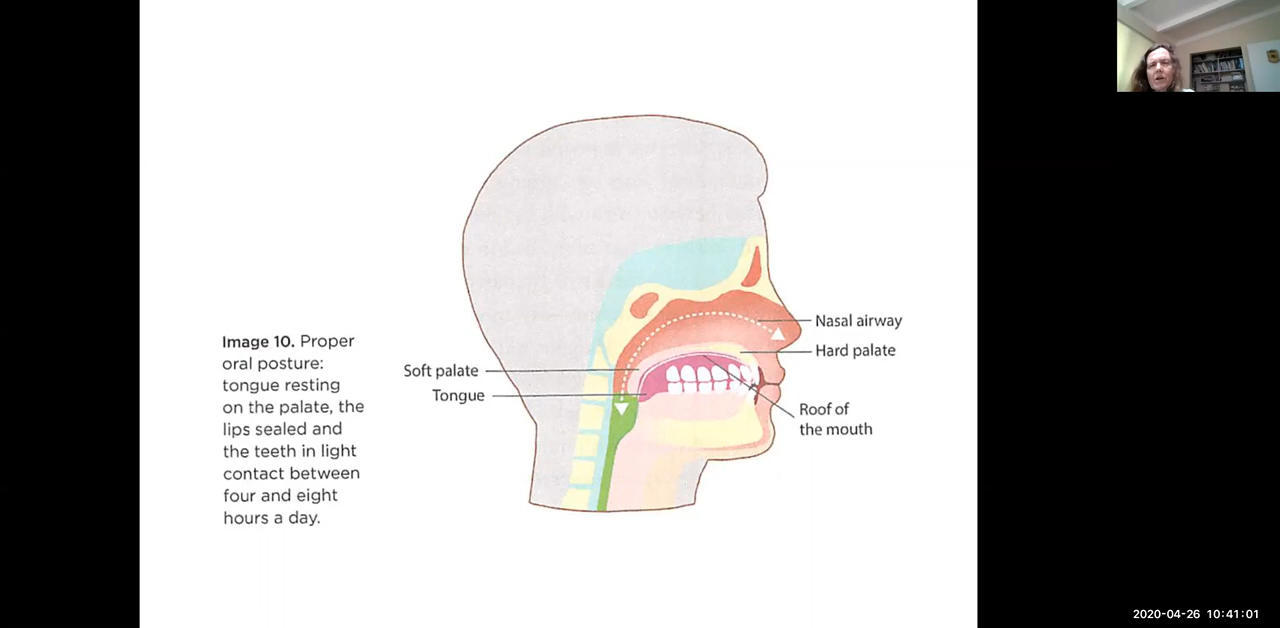 Image 10. Proper
oral posture:
tongue resting
on the palate, the
lips sealed and
the teeth in light
contact between
four and eight
hours a day.
Soft palate
Tongue
Nasal airway
Hard palate
Roof of
the mouth
2020-04-26 10:41:01